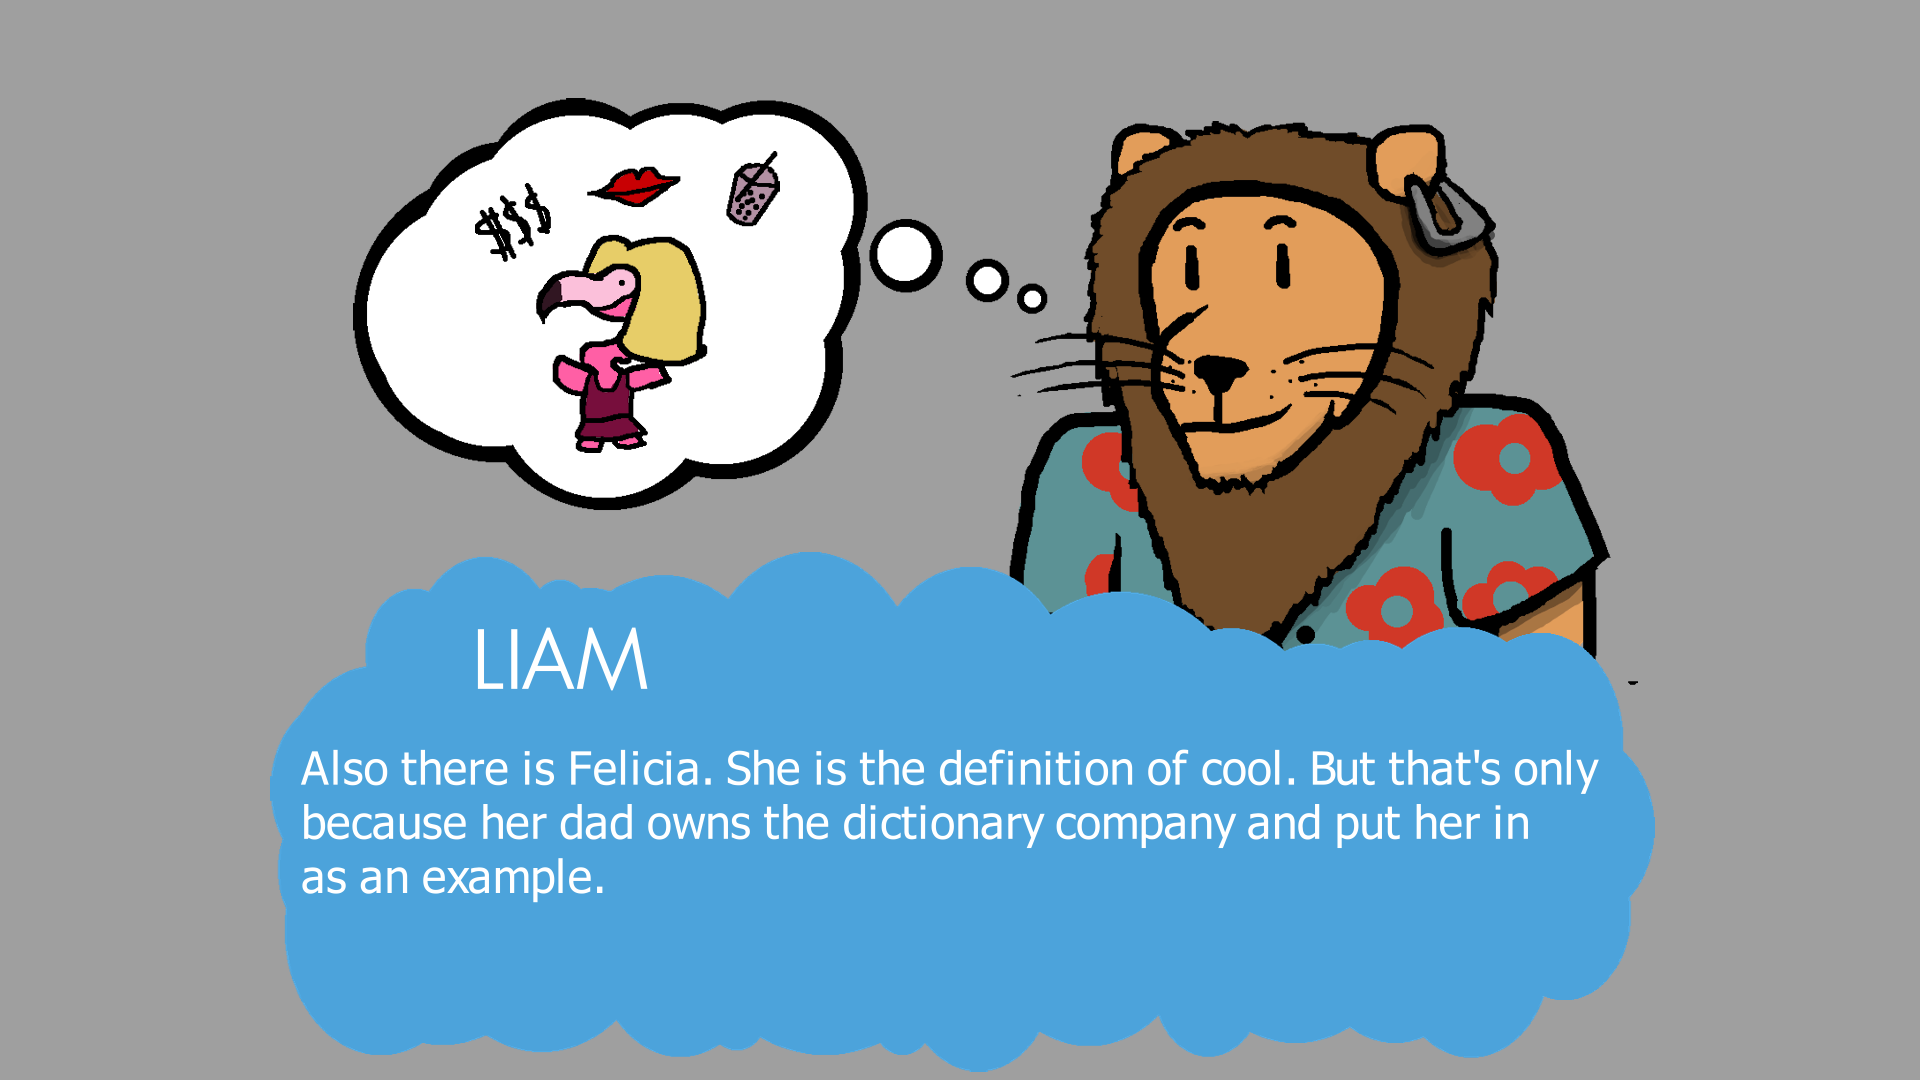 $$$
LIAM
Also there is Felicia. She is the definition of cool. But that's only
because her dad owns the dictionary company and put her in
as an example.